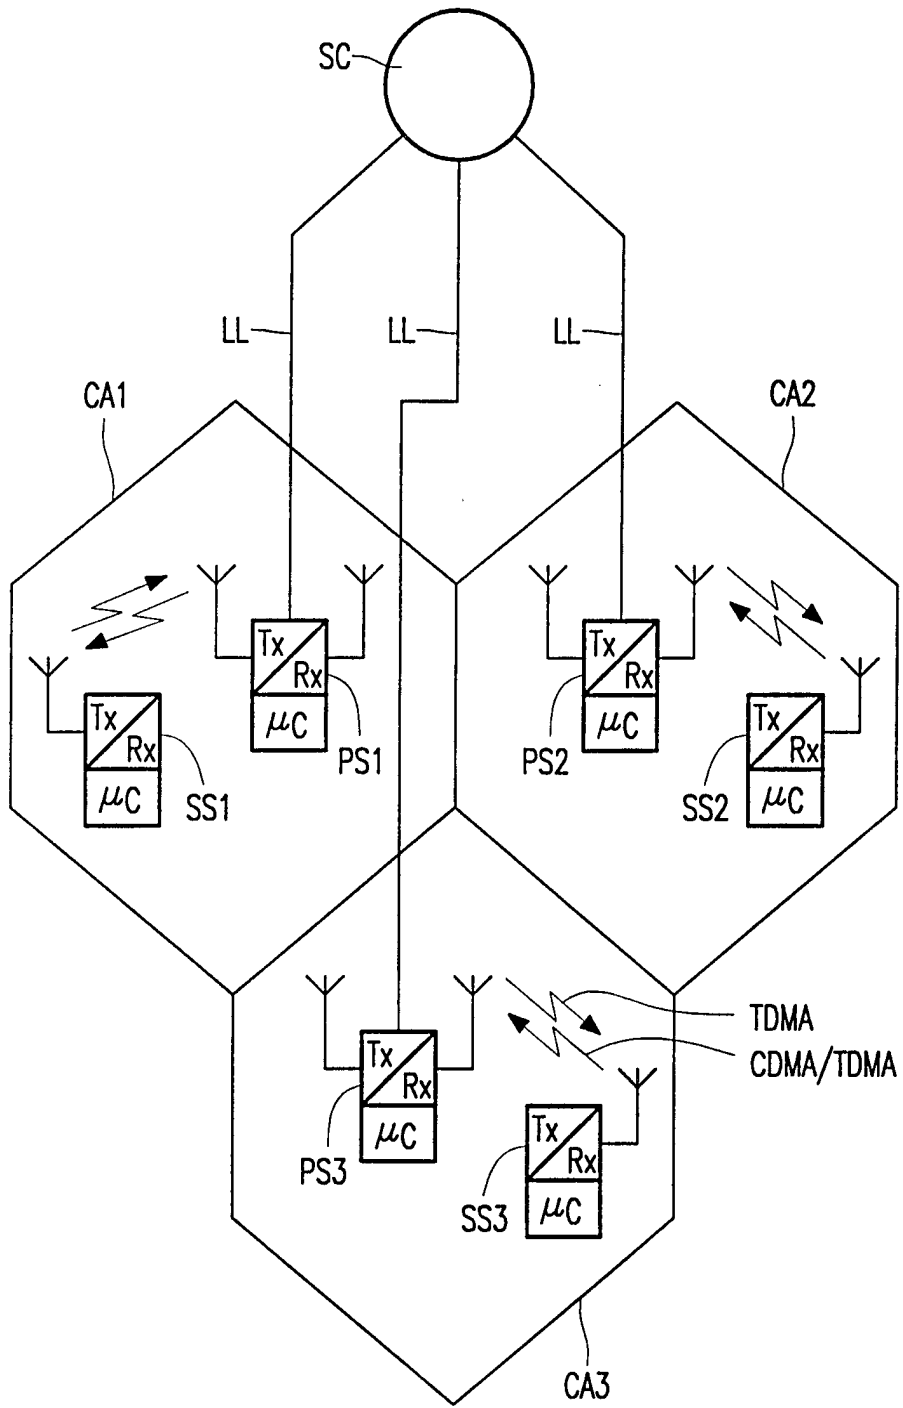 SC
LL
LL
LL
CA1
CA2
Tx
Rx
μC
PS1
Tx
Rx
μC
SS1
Tx
Rx
μC
PS2
Tx
Rx
μC
SS2
TDMA
CDMA/TDMA
Tx
Rx
μC
PS3
Tx
Rx
μC
SS3
CA3